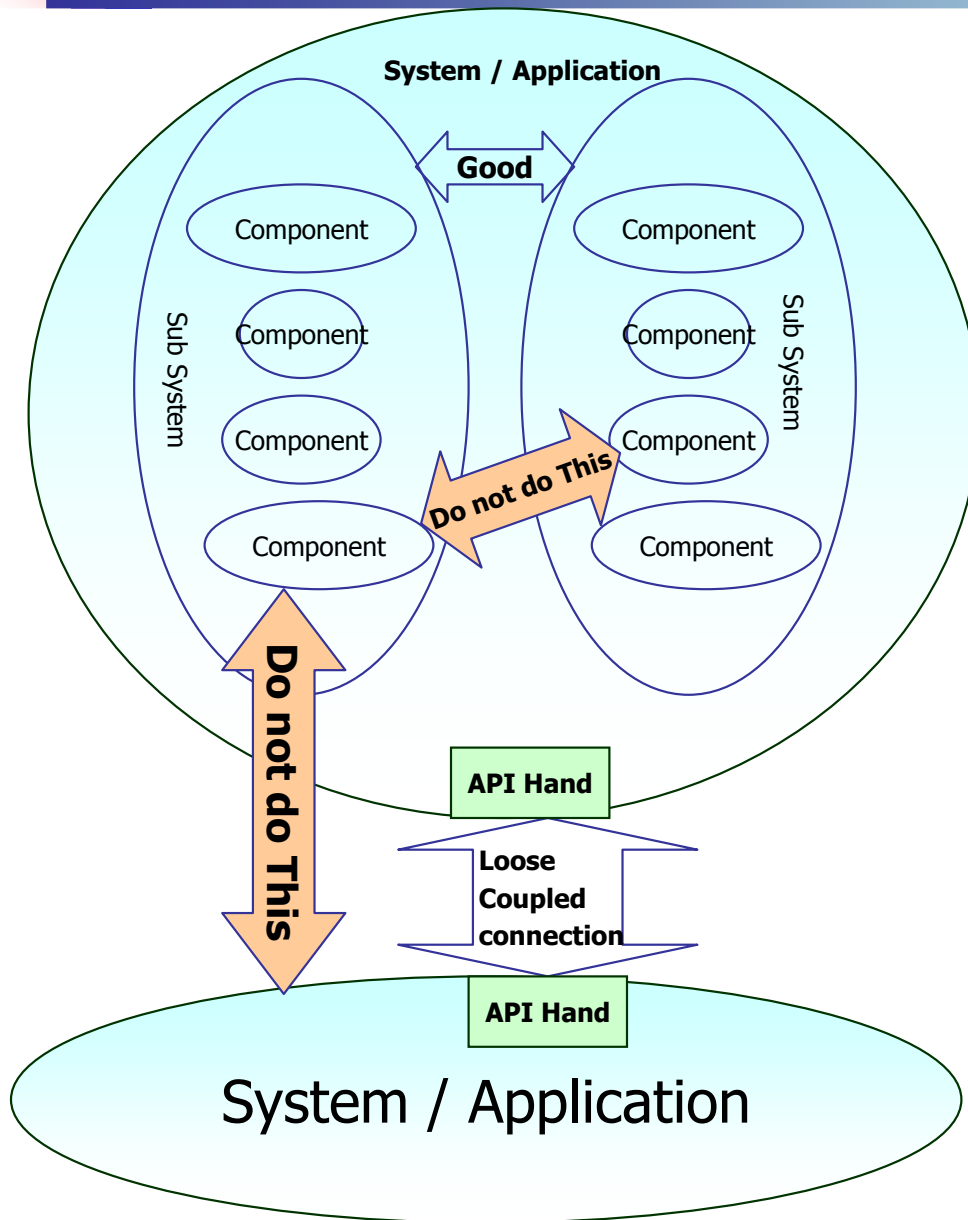 System / Application
Good
Component
Component
Component
Component
Sub System
Component
Component
Component
Component
Sub System
Do not do This
Do not do This
API Hand
Loose
Coupled
connection
API Hand
System / Application